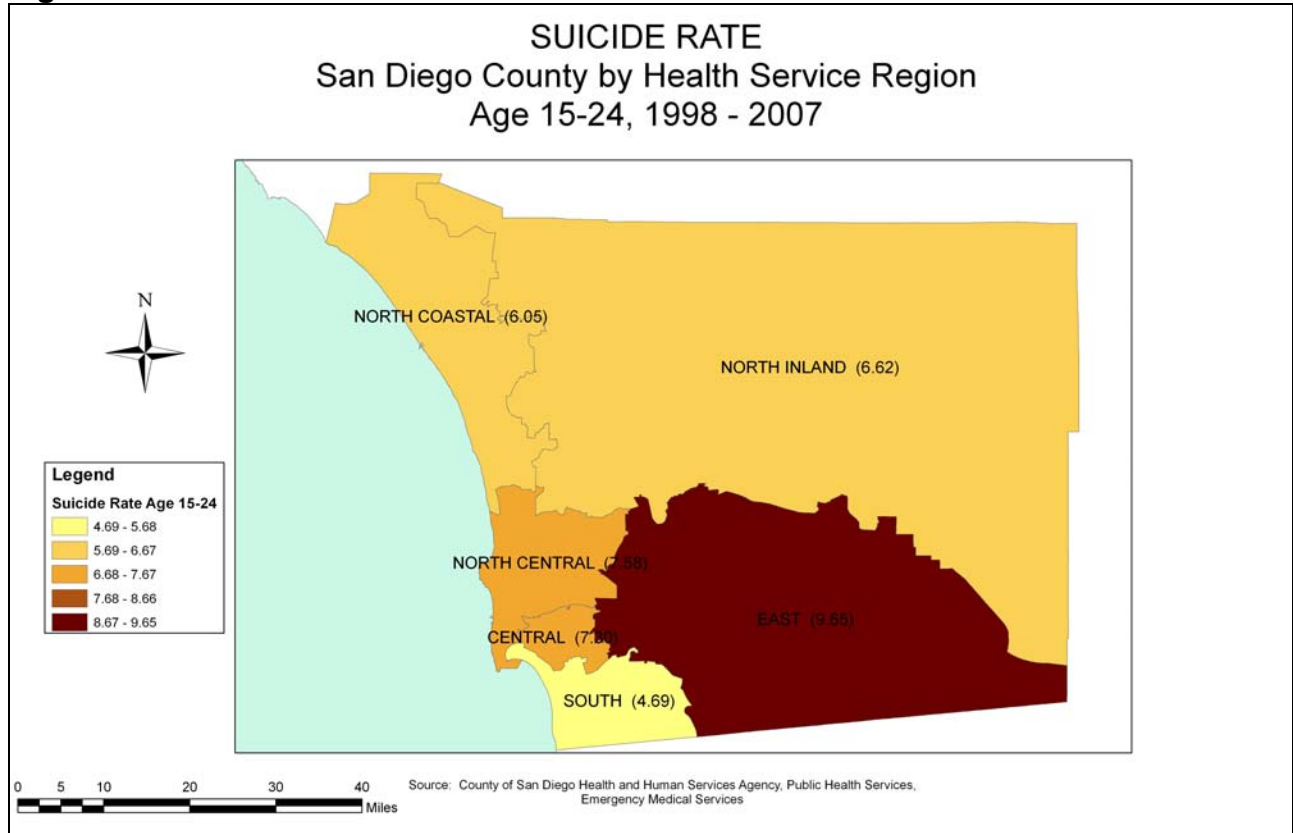 SUICIDE RATE
San Diego County by Health Service Region
Age 15-24, 1998 - 2007
N
NORTH COASTAL (6.05)
NORTH INLAND (6.62)
NORTH CENTRAL (7.58)
CENTRAL (7.30)
EAST (9.65)
SOUTH (4.69)
Legend
Suicide Rate Age 15-24
4.69 - 5.68
5.69 - 6.67
6.68 - 7.67
7.68 - 8.66
8.67 - 9.65
0 5 10 20 30 40
Miles
Source: County of San Diego Health and Human Services Agency, Public Health Services,
Emergency Medical Services